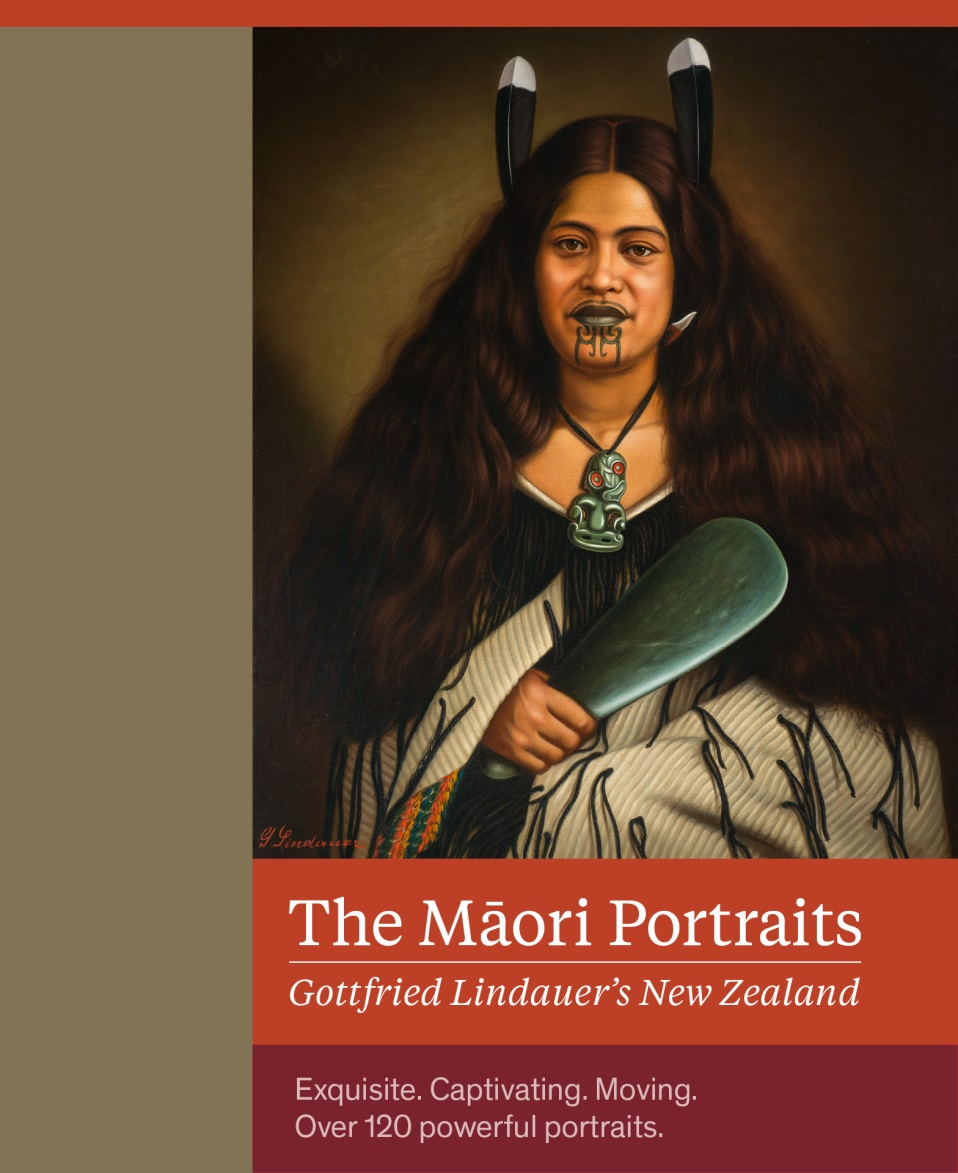 G. Lindauer
The Māori Portraits
Gottfried Lindauer’s New Zealand
Exquisite. Captivating. Moving.
Over 120 powerful portraits.